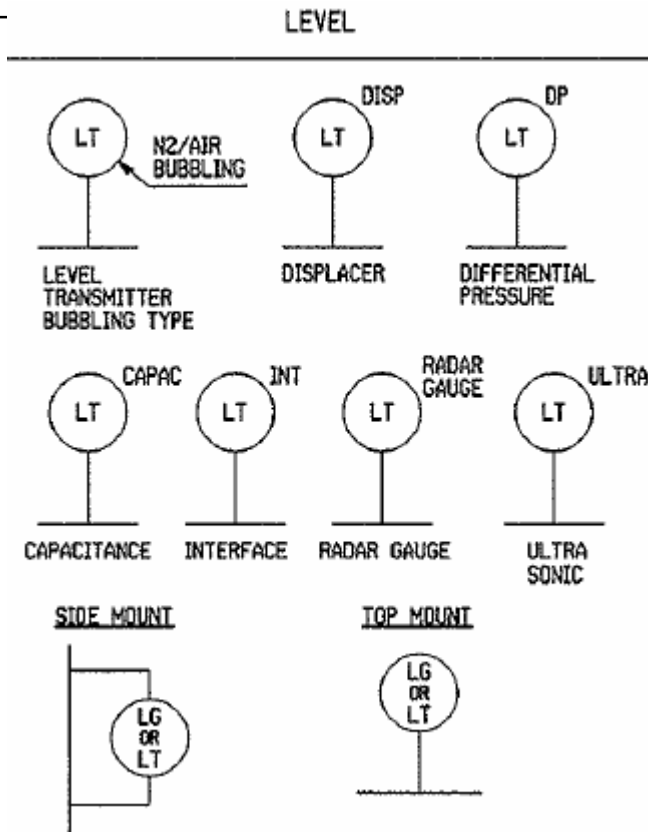 LEVEL
LT
N2/AIR
BUBBLING
LEVEL
TRANSMITTER
BUBBLING TYPE
LT
DISP
DISPLACER
LT
DP
DIFFERENTIAL
PRESSURE
LT
CAPAC
CAPACITANCE
LT
INT
INTERFACE
LT
RADAR
GAUGE
RADAR GAUGE
LT
ULTRA
ULTRA
SONIC
SIDE MOUNT
LG
OR
LT
TOP MOUNT
LG
OR
LT